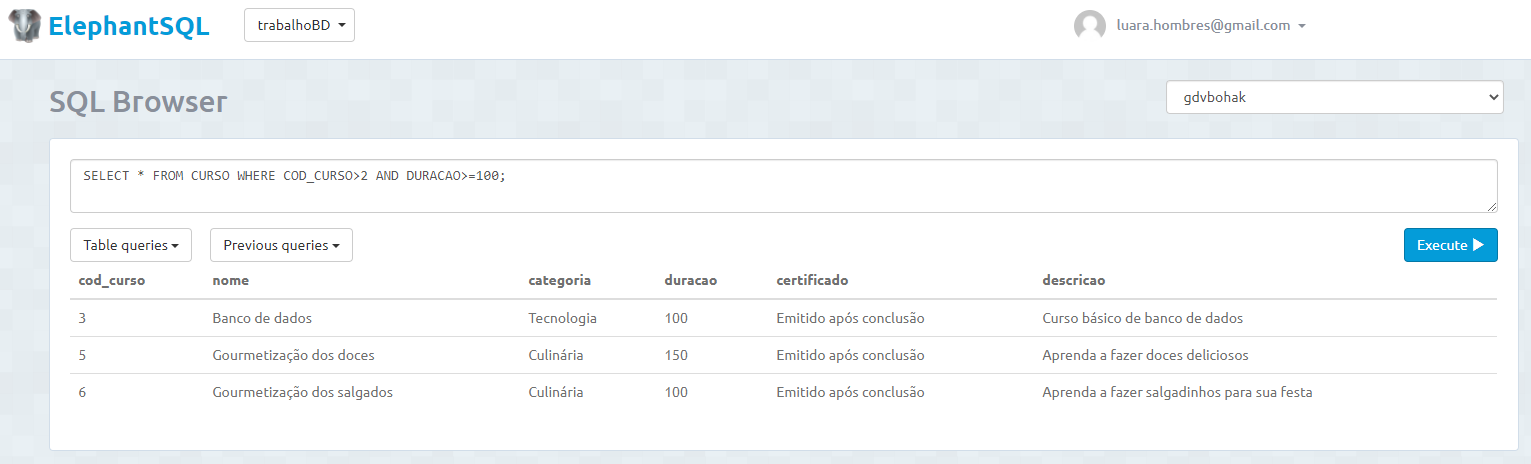 ElephantSQL trabalhoBD luara.hombres@gmail.com
SQL Browser gdvbohak
SELECT * FROM CURSO WHERE COD_CURSO>2 AND DURACAO>=100;
Table queries Previous queries Execute
cod_curso nome categoria duracao certificado descricao
3 Banco de dados Tecnologia 100 Emitido após conclusão Curso básico de banco de dados
5 Gourmetização dos doces Culinária 150 Emitido após conclusão Aprenda a fazer doces deliciosos
6 Gourmetização dos salgados Culinária 100 Emitido após conclusão Aprenda a fazer salgadinhos para sua festa